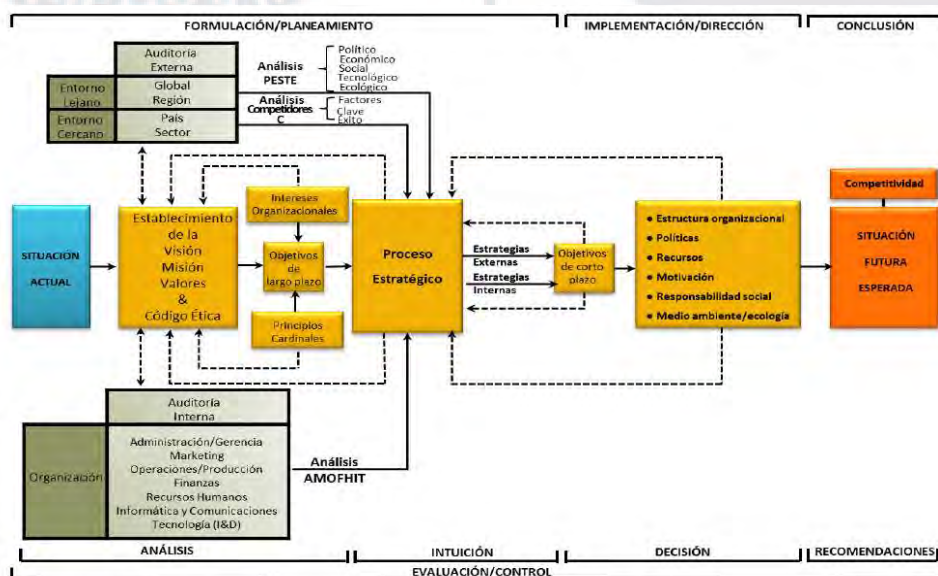 FORMULACIÓN/PLANEAMIENTO
IMPLEMENTACIÓN/DIRECCIÓN
CONCLUSIÓN
Auditoría
Externa
Entorno
Lejano
Global
Región
Entorno
Cercano
País
Sector
Análisis
PESTE
Político
Económico
Social
Tecnológico
Ecológico
Análisis
Competidores
C
Factores
Clave
Éxito
SITUACIÓN
ACTUAL
Establecimiento
de la
Visión
Misión
Valores
&
Código Ética
Intereses
Organizacionales
Objetivos de
largo plazo
Principios
Cardinales
Proceso
Estratégico
Estrategias
Externas
Estrategias
Internas
Objetivos
de corto
plazo
● Estructura organizacional
● Políticas
● Recursos
● Motivación
● Responsabilidad social
● Medio ambiente/ecología
Competitividad
SITUACIÓN
FUTURA
ESPERADA
Auditoría
Interna
Organización
Administración/Gerencia
Marketing
Operaciones/Producción
Finanzas
Recursos Humanos
Informática y Comunicaciones
Tecnología (I&D)
Análisis
AMOFHIT
ANÁLISIS
INTUICIÓN
DECISIÓN
RECOMENDACIONES
EVALUACIÓN/CONTROL